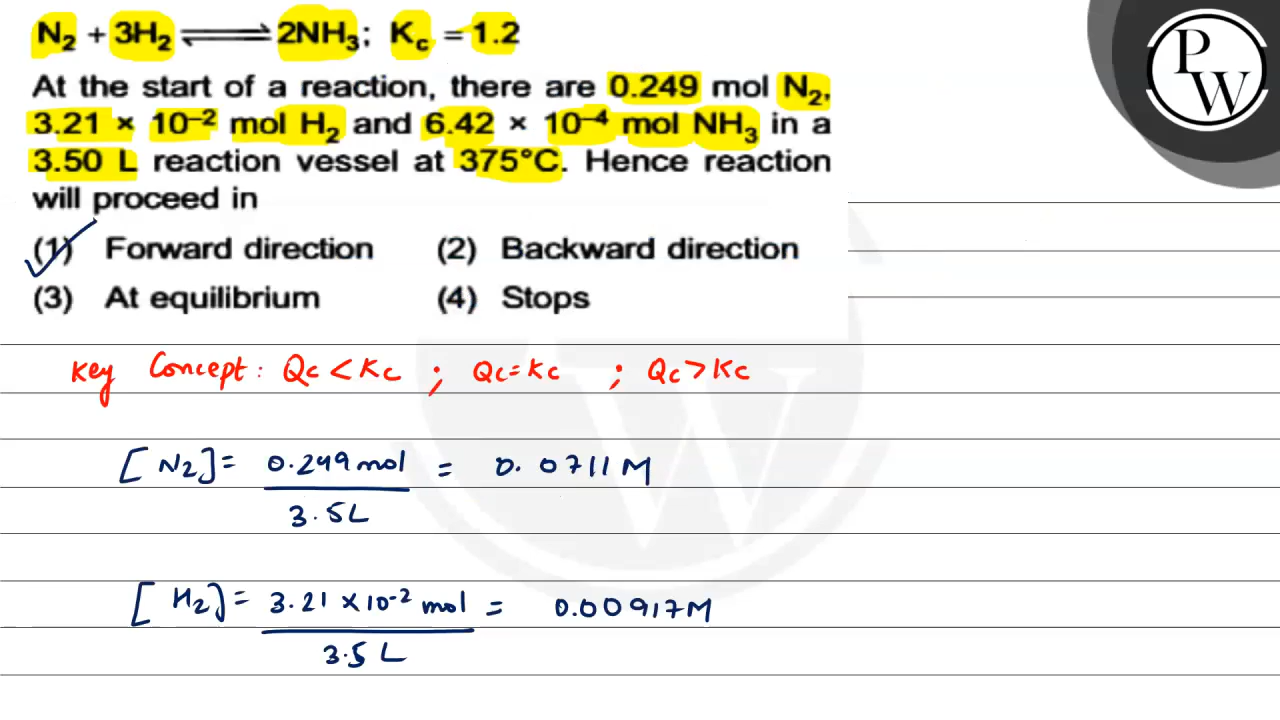 N₂ + 3H₂ ⇌ 2NH₃; K_c = 1.2
P
W
At the start of a reaction, there are 0.249 mol N₂,
3.21 × 10⁻² mol H₂ and 6.42 × 10⁻⁴ mol NH₃ in a
3.50 L reaction vessel at 375°C. Hence reaction
will proceed in
(1) Forward direction (2) Backward direction
(3) At equilibrium (4) Stops
Key Concept: Qc < Kc ; Qc = Kc ; Qc > Kc
[N₂] = 0.249 mol / 3.5 L = 0.0711 M
[H₂] = 3.21 × 10⁻² mol / 3.5 L = 0.00917 M